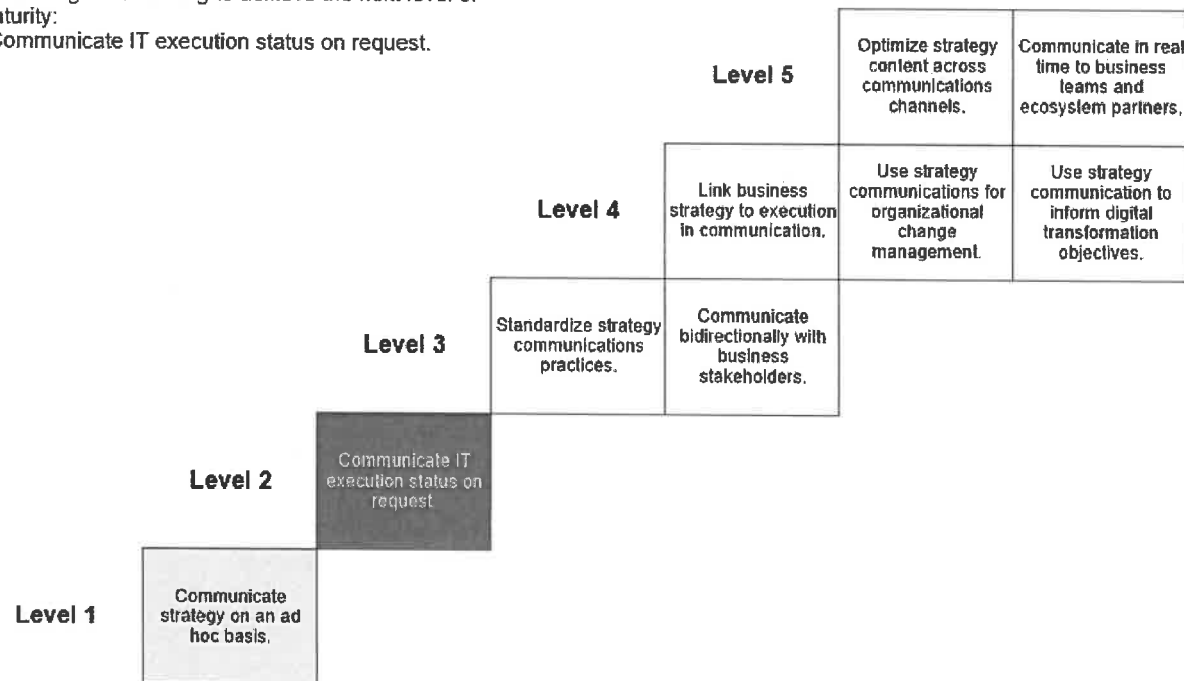 aturity:
Communicate IT execution status on request.
Level 5
Optimize strategy
content across
communications
channels.
Communicate in real
time to business
teams and
ecosystem partners.
Level 4
Link business
strategy to execution
in communication.
Use strategy
communications for
organizational
change
management.
Use strategy
communication to
inform digital
transformation
objectives.
Level 3
Standardize strategy
communications
practices.
Communicate
bidirectionally with
business
stakeholders.
Level 2
Communicate IT
execution status on
request
Level 1
Communicate
strategy on an ad
hoc basis.